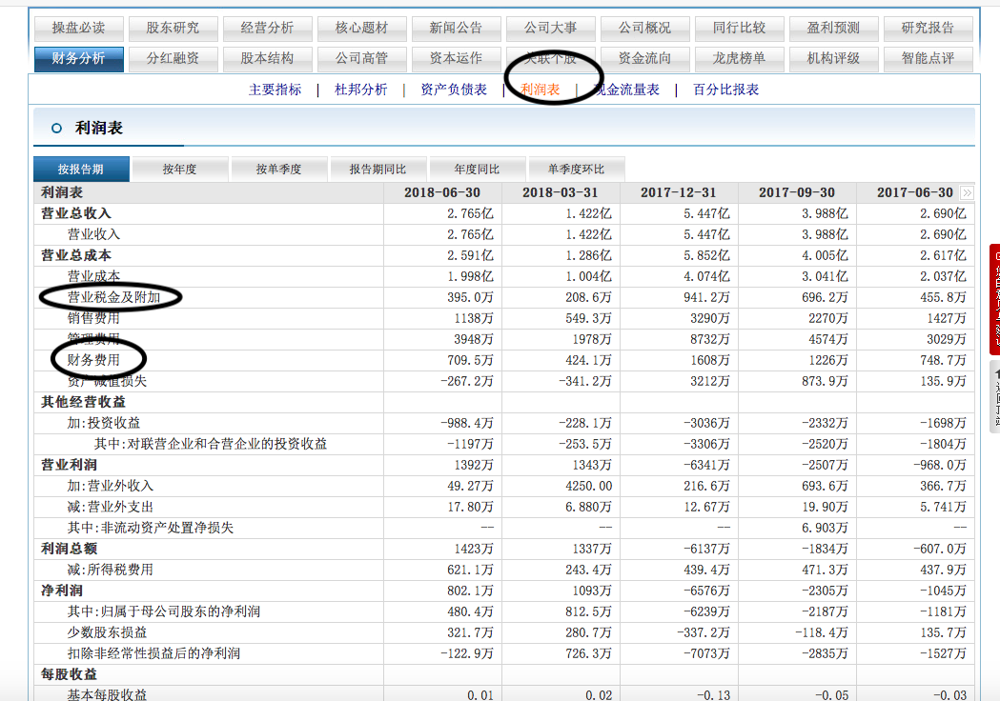 操盘必读 股东研究 经营分析 核心题材 新闻公告 公司大事 公司概况 同行比较 盈利预测 研究报告
财务分析 分红融资 股本结构 公司高管 资本运作 关联个股 资金流向 龙虎榜单 机构评级 智能点评
主要指标 | 杜邦分析 | 资产负债表 | 利润表 | 现金流量表 | 百分比报表
利润表
按报告期 按年度 按单季度 报告期同比 年度同比 单季度环比
利润表 2018-06-30 2018-03-31 2017-12-31 2017-09-30 2017-06-30
营业总收入 2.765亿 1.422亿 5.447亿 3.988亿 2.690亿
营业收入 2.765亿 1.422亿 5.447亿 3.988亿 2.690亿
营业总成本 2.591亿 1.286亿 5.852亿 4.005亿 2.617亿
营业成本 1.998亿 1.004亿 4.074亿 3.041亿 2.037亿
营业税金及附加 395.0万 208.6万 941.2万 696.2万 455.8万
销售费用 1138万 549.3万 3290万 2270万 1427万
管理费用 3948万 1978万 8732万 4574万 3029万
财务费用 709.5万 424.1万 1608万 1226万 748.7万
资产减值损失 -267.2万 -341.2万 3212万 873.9万 135.9万
其他经营收益
加:投资收益 -988.4万 -228.1万 -3036万 -2332万 -1698万
其中:对联营企业和合营企业的投资收益 -1197万 -253.5万 -3306万 -2520万 -1804万
营业利润 1392万 1343万 -6341万 -2507万 -968.0万
加:营业外收入 49.27万 4250.00 216.6万 693.6万 366.7万
减:营业外支出 17.80万 6.880万 12.67万 19.90万 5.741万
其中:非流动资产处置净损失 -- -- -- 6.903万 --
利润总额 1423万 1337万 -6137万 -1834万 -607.0万
减:所得税费用 621.1万 243.4万 439.4万 471.3万 437.9万
净利润 802.1万 1093万 -6576万 -2305万 -1045万
其中:归属于母公司股东的净利润 480.4万 812.5万 -6239万 -2187万 -1181万
少数股东损益 321.7万 280.7万 -337.2万 -118.4万 135.7万
扣除非经常性损益后的净利润 -122.9万 726.3万 -7073万 -2835万 -1527万
每股收益
基本每股收益 0.01 0.02 -0.13 -0.05 -0.03